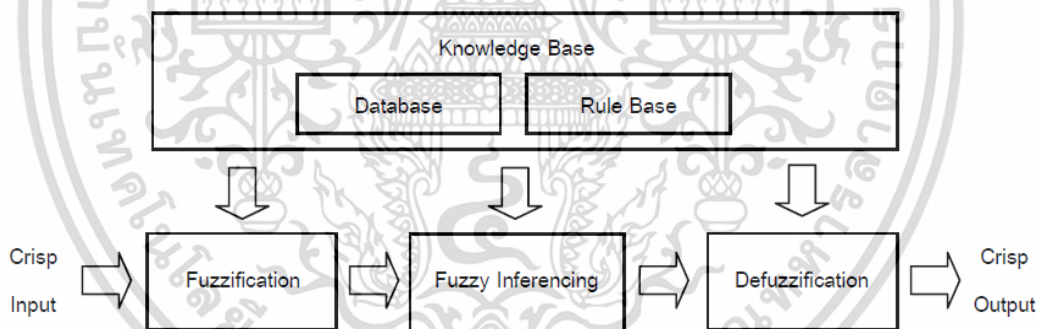 Knowledge Base
Database
Rule Base
Crisp
Input
Fuzzification
Fuzzy Inferencing
Defuzzification
Crisp
Output